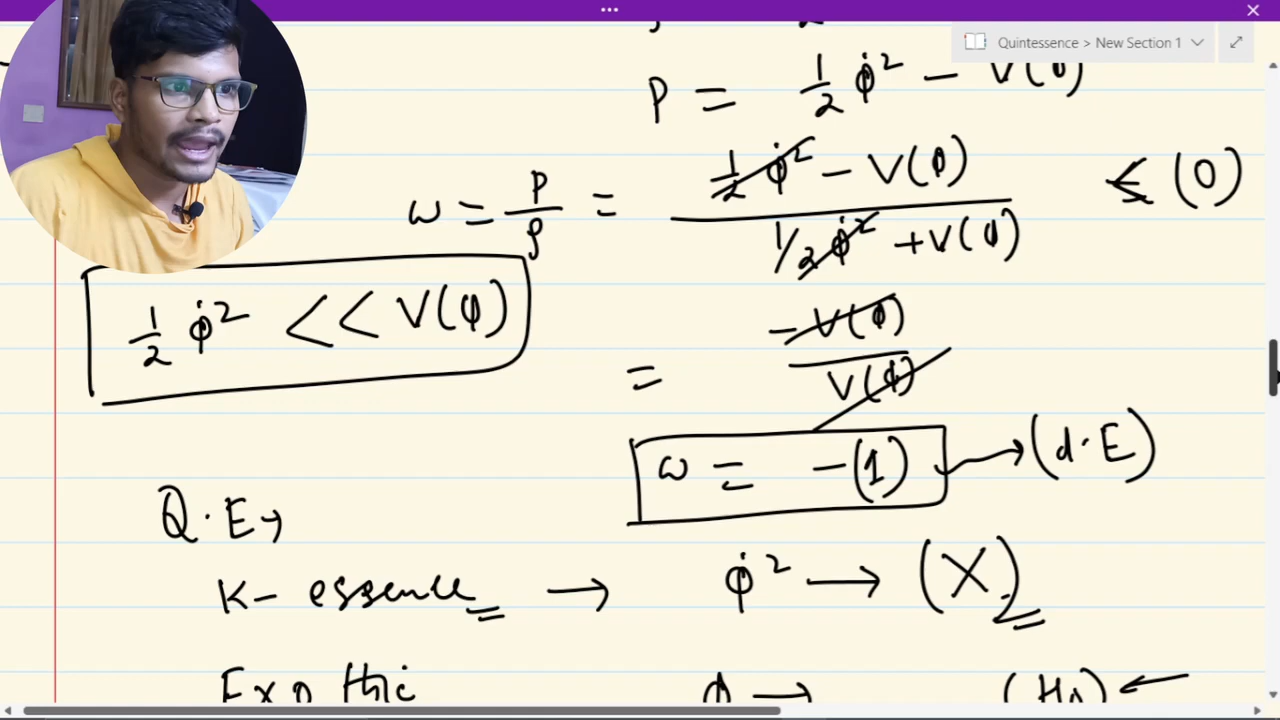 Quintessence > New Section 1
P = 1/2 φ̇² − V(φ)
ω = P/ρ = (1/2 φ̇² − V(φ)) / (1/2 φ̇² + V(φ)) ≤ (0)
1/2 φ̇² << V(φ)
= −V(φ) / V(φ)
ω = −(1) → (d.E)
Q.E →
K- essence → φ̇² → (X)